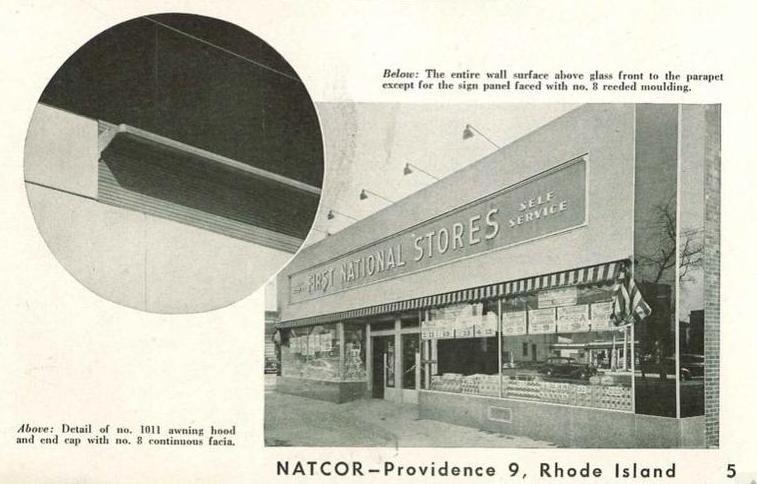 Below: The entire wall surface above glass front to the parapet
except for the sign panel faced with no. 8 reeded moulding.
FIRST NATIONAL STORES
SELF
SERVICE
Above: Detail of no. 1011 awning hood
and end cap with no. 8 continuous facia.
NATCOR–Providence 9, Rhode Island 5